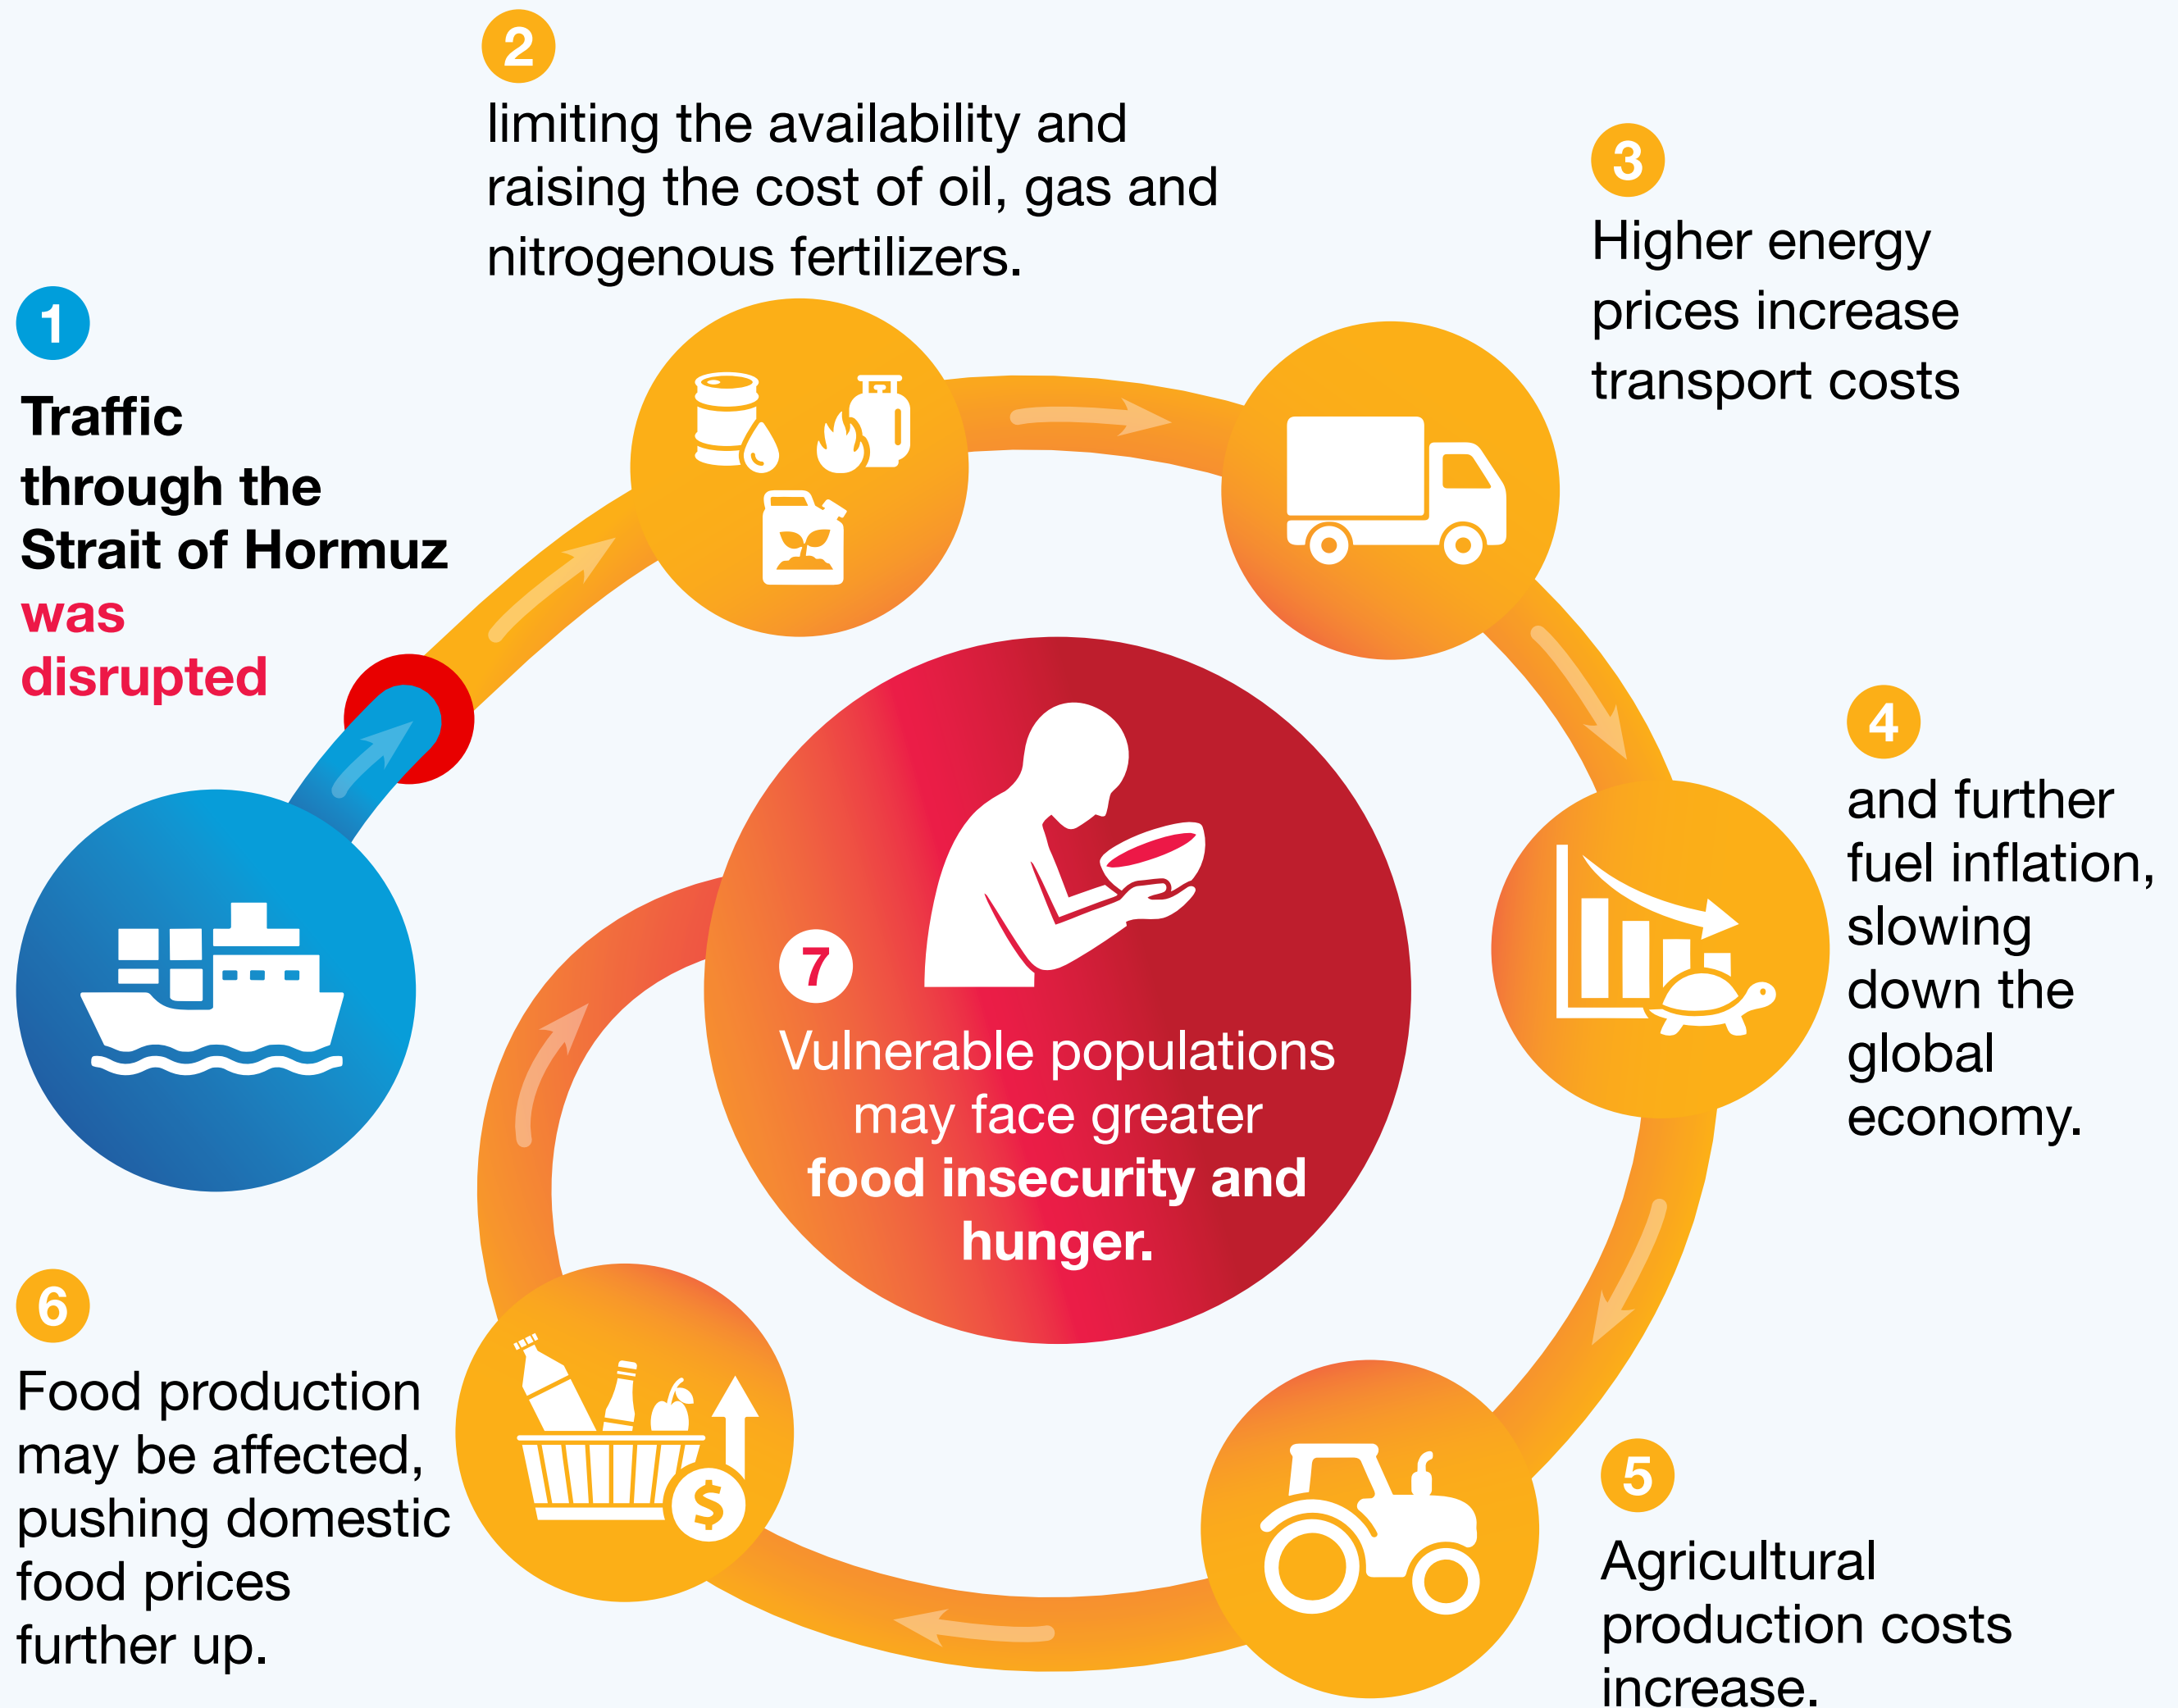 1
Traffic
through the
Strait of Hormuz
was
disrupted
2
limiting the availability and
raising the cost of oil, gas and
nitrogenous fertilizers.
3
Higher energy
prices increase
transport costs
4
and further
fuel inflation,
slowing
down the
global
economy.
5
Agricultural
production costs
increase.
6
Food production
may be affected,
pushing domestic
food prices
further up.
$
7
Vulnerable populations
may face greater
food insecurity and
hunger.